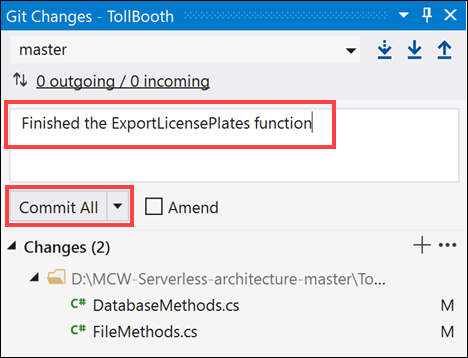 Git Changes - TollBooth
master
0 outgoing / 0 incoming
Finished the ExportLicensePlates function
Commit All
Amend
Changes (2)
D:\MCW-Serverless-architecture-master\To...
C# DatabaseMethods.cs M
C# FileMethods.cs M